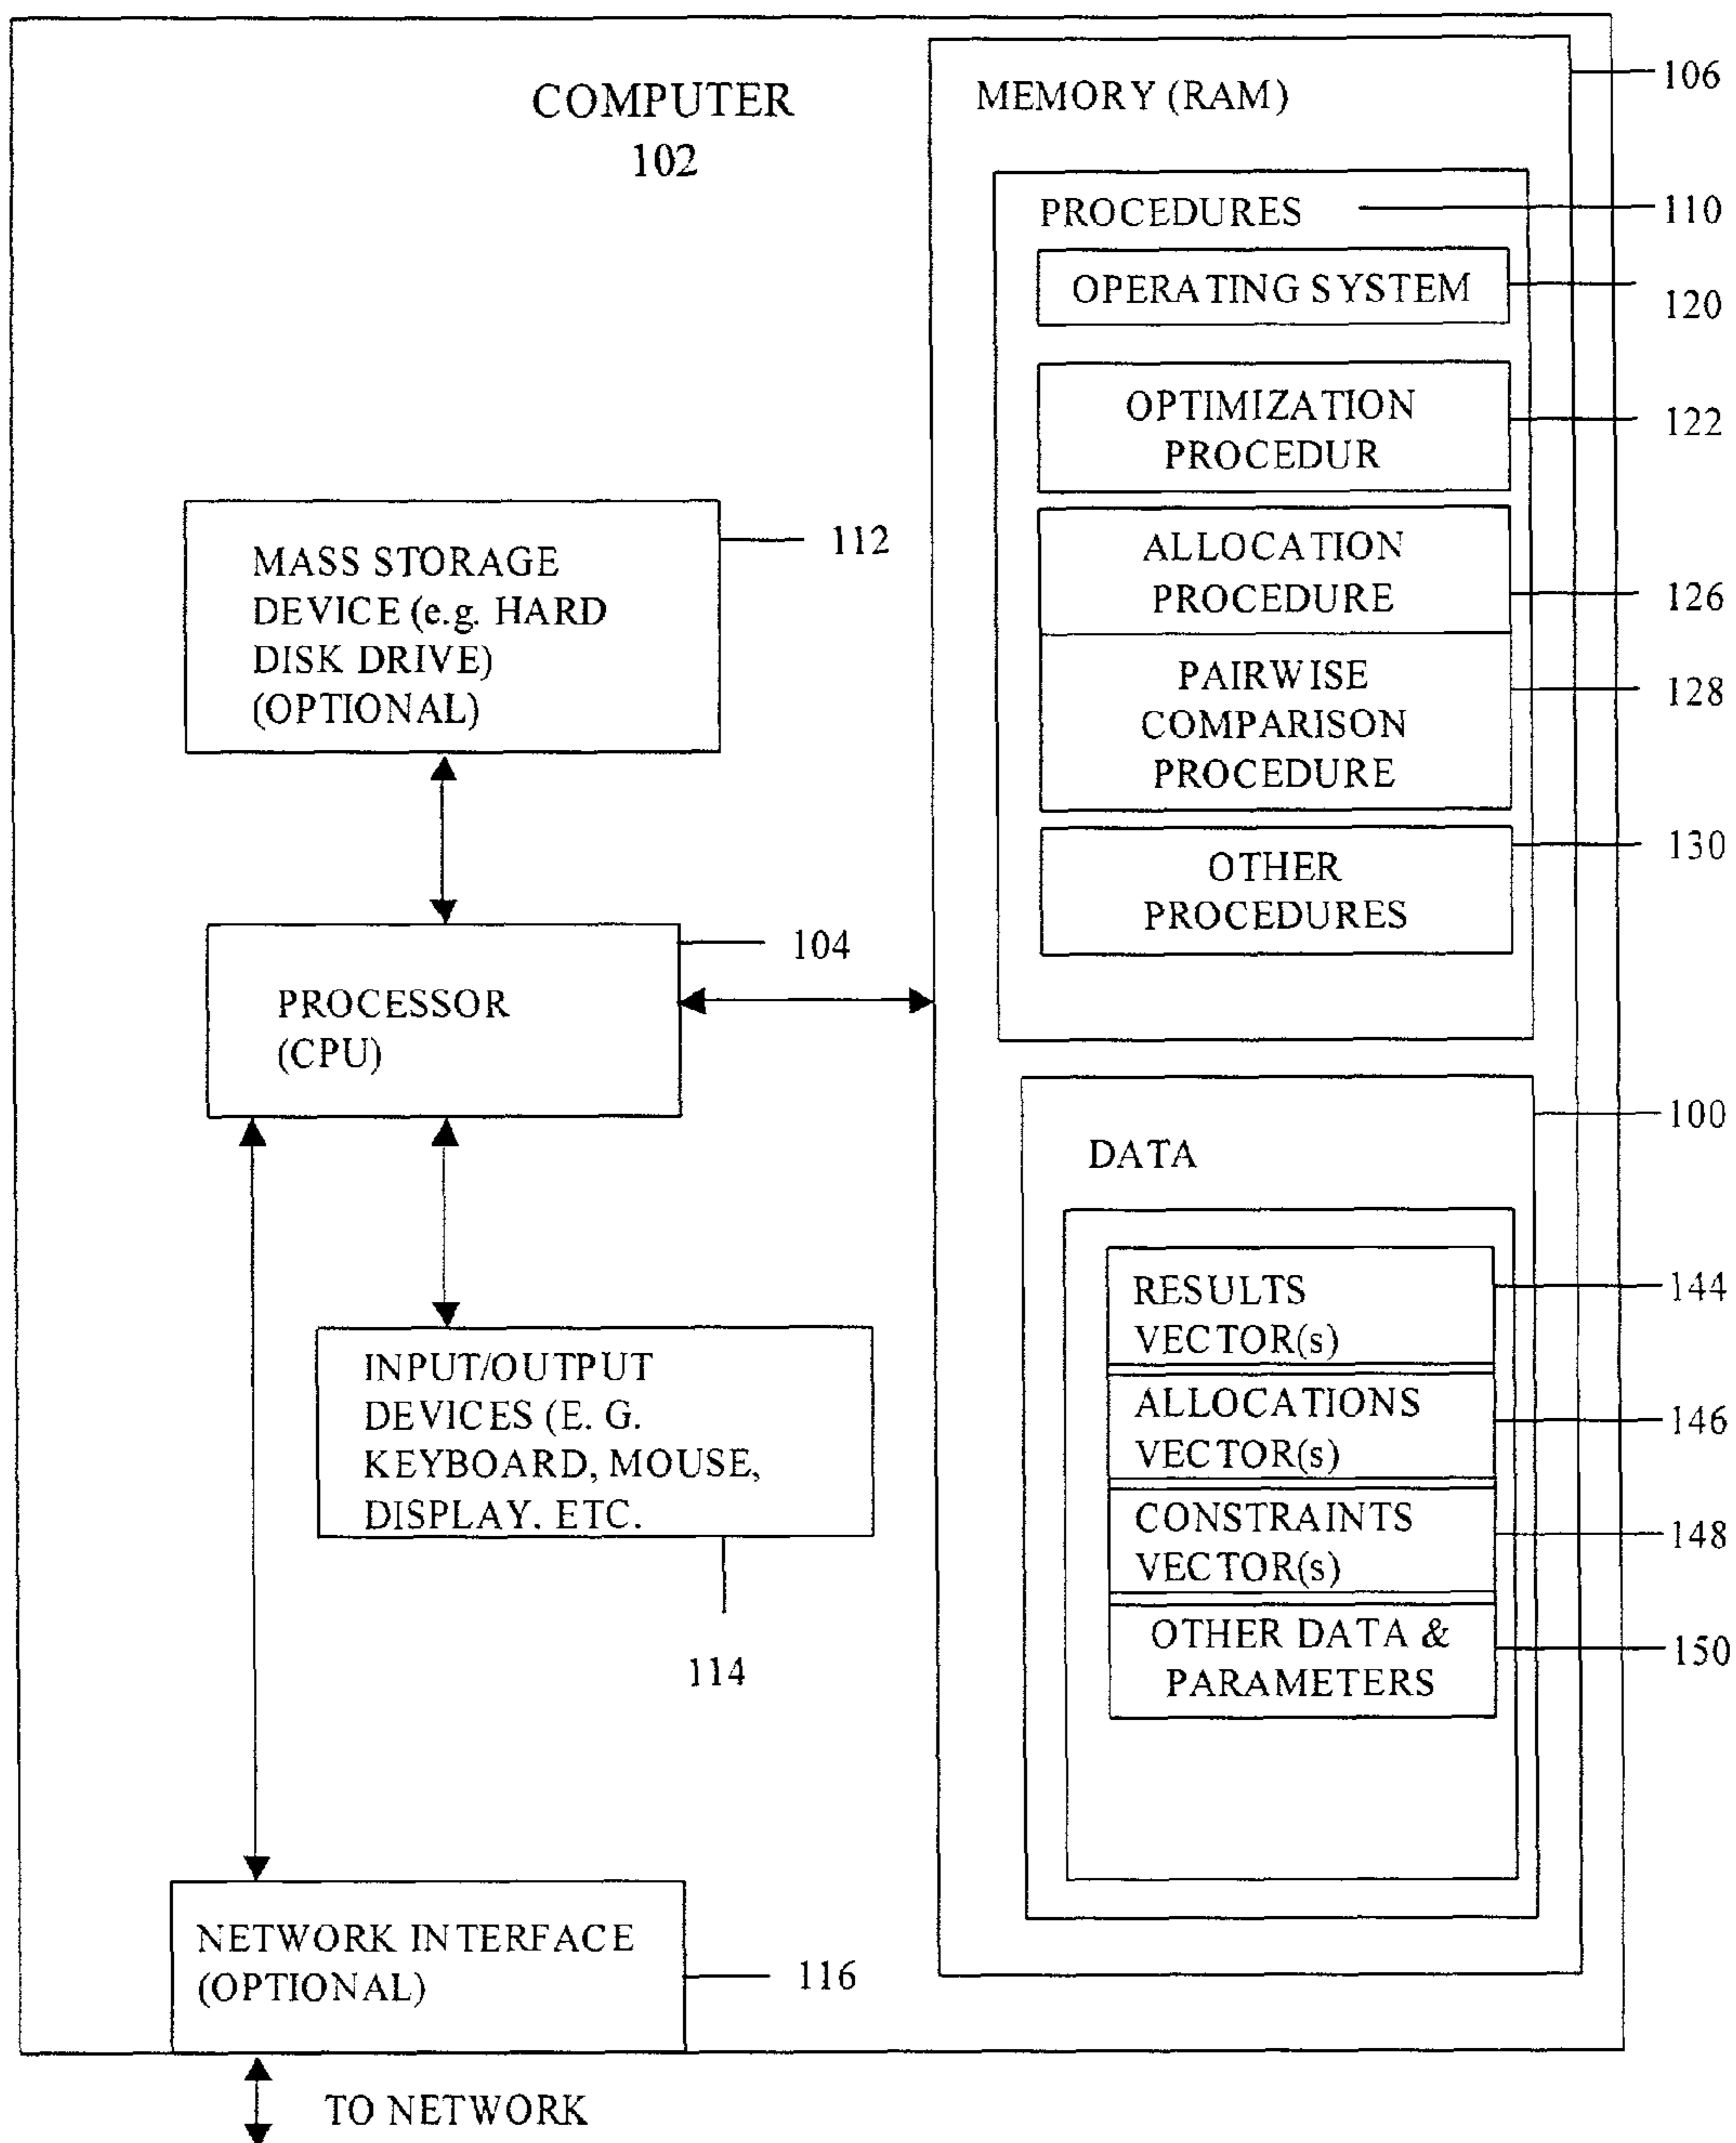 COMPUTER
102
MEMORY (RAM)
106
PROCEDURES
110
OPERATING SYSTEM
120
OPTIMIZATION
PROCEDUR
122
ALLOCATION
PROCEDURE
126
PAIRWISE
COMPARISON
PROCEDURE
128
OTHER
PROCEDURES
130
MASS STORAGE
DEVICE (e.g. HARD
DISK DRIVE)
(OPTIONAL)
112
PROCESSOR
(CPU)
104
INPUT/OUTPUT
DEVICES (E. G.
KEYBOARD, MOUSE,
DISPLAY. ETC.
114
DATA
100
RESULTS
VECTOR(s)
144
ALLOCATIONS
VECTOR(s)
146
CONSTRAINTS
VECTOR(s)
148
OTHER DATA &
PARAMETERS
150
NETWORK INTERFACE
(OPTIONAL)
116
TO NETWORK